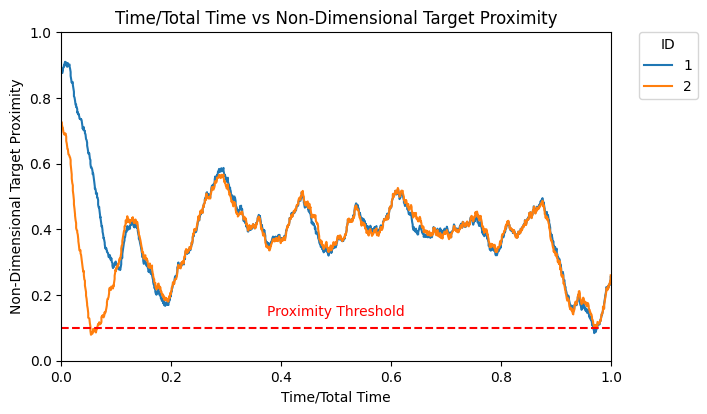 Time/Total Time vs Non-Dimensional Target Proximity
ID
1
2
Non-Dimensional Target Proximity
1.0
0.8
0.6
0.4
0.2
0.0
Proximity Threshold
0.0 0.2 0.4 0.6 0.8 1.0
Time/Total Time